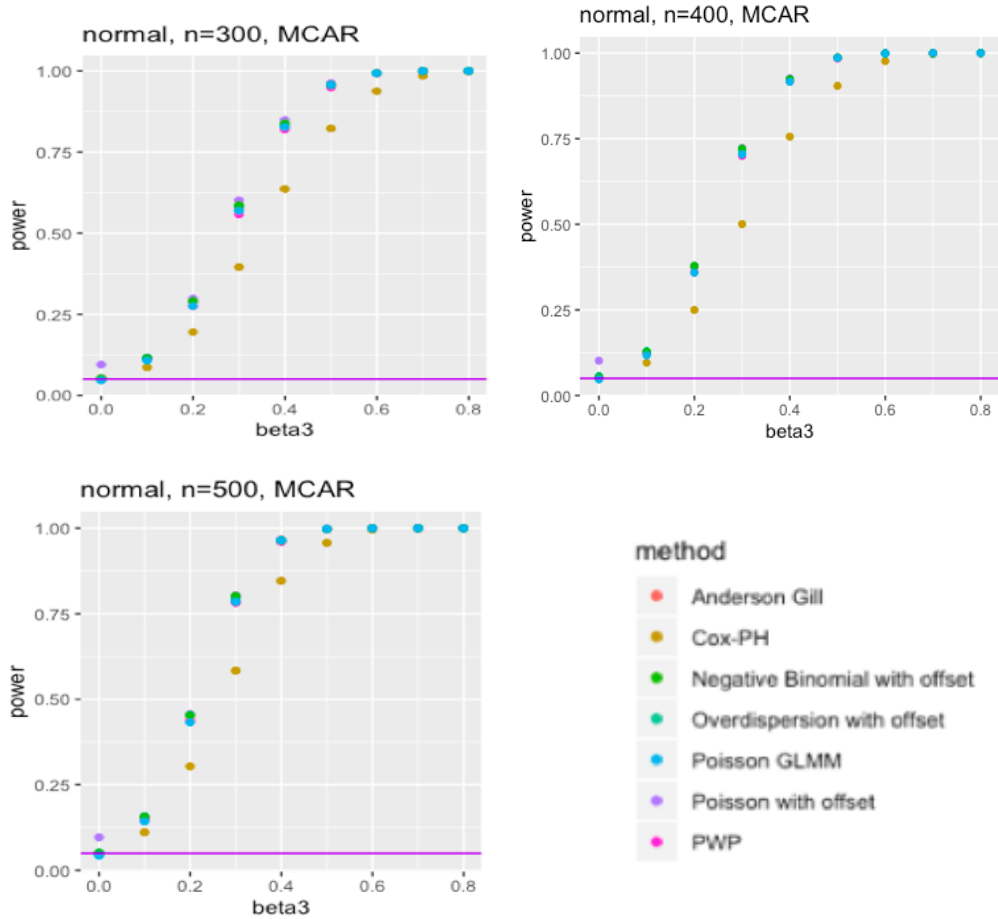 normal, n=300, MCAR
power
1.00
0.75
0.50
0.25
0.00
0.0 0.2 0.4 0.6 0.8
beta3
normal, n=400, MCAR
power
1.00
0.75
0.50
0.25
0.00
0.0 0.2 0.4 0.6 0.8
beta3
normal, n=500, MCAR
power
1.00
0.75
0.50
0.25
0.00
0.0 0.2 0.4 0.6 0.8
beta3
method
Anderson Gill
Cox-PH
Negative Binomial with offset
Overdispersion with offset
Poisson GLMM
Poisson with offset
PWP